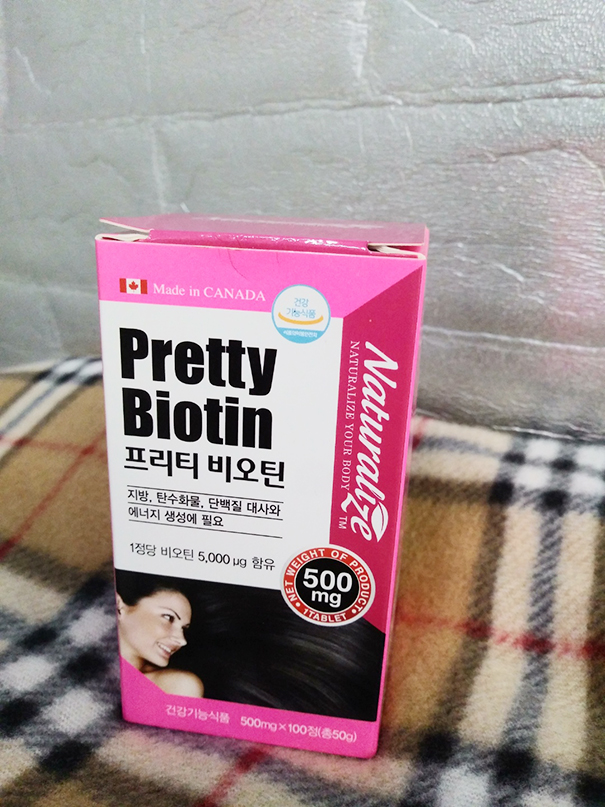 Made in CANADA
건강
기능식품
Pretty
Biotin
프리티 비오틴
지방, 탄수화물, 단백질 대사와
에너지 생성에 필요
1정당 비오틴 5,000 μg 함유
Naturalize™
NATURALIZE YOUR BODY
NET WEIGHT OF PRODUCT
500
mg
• 1TABLET •
건강기능식품 500mg×100정(총50g)